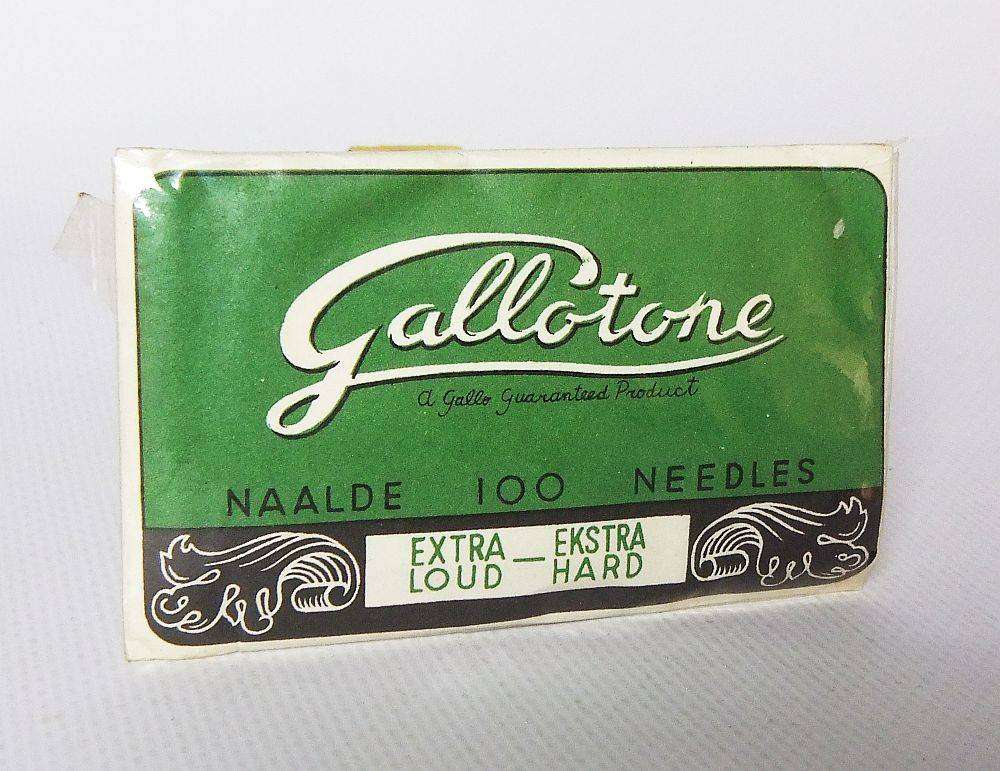 Gallotone
A Gallo Guaranteed Product
NAALDE 100 NEEDLES
EXTRA — EKSTRA
LOUD HARD